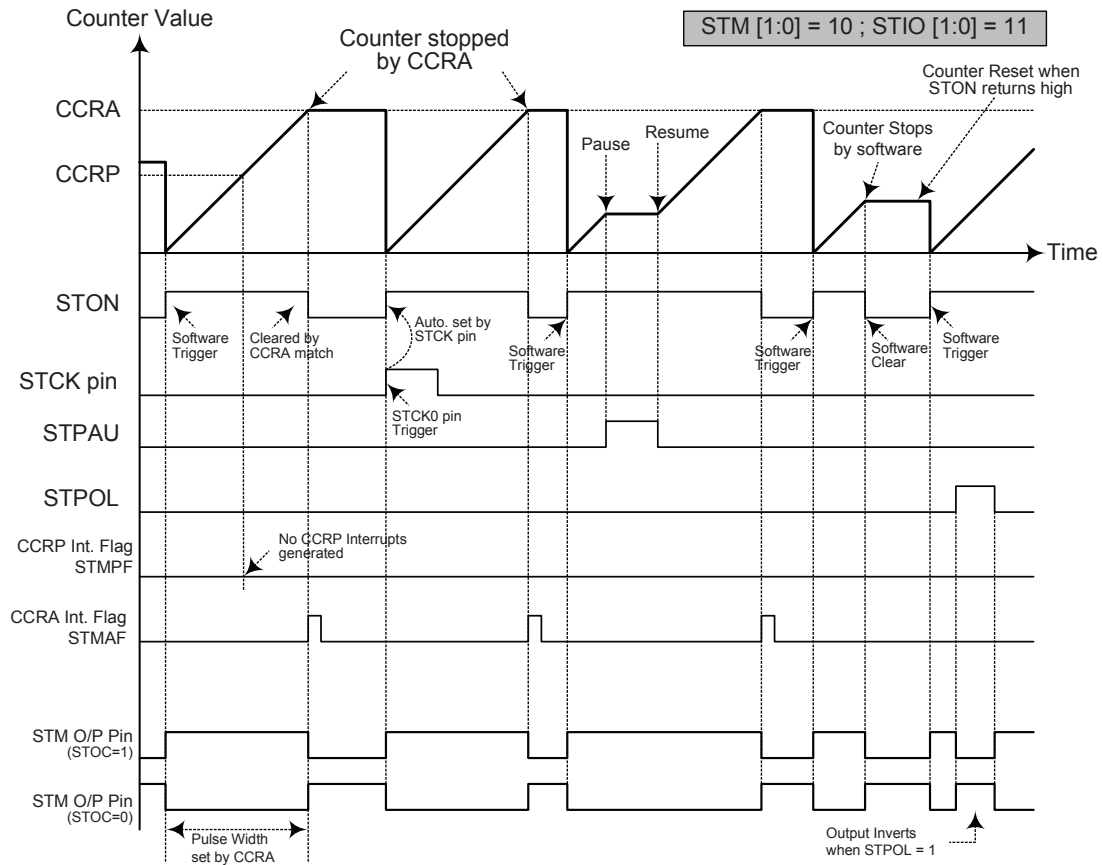 Counter Value
STM [1:0] = 10 ; STIO [1:0] = 11
Counter stopped
by CCRA
Counter Reset when
STON returns high
CCRA
Pause
Resume
Counter Stops
by software
CCRP
Time
STON
Software
Trigger
Cleared by
CCRA match
Auto. set by
STCK pin
Software
Trigger
Software
Trigger
Software
Clear
Software
Trigger
STCK pin
STCK0 pin
Trigger
STPAU
STPOL
CCRP Int. Flag
STMPF
No CCRP Interrupts
generated
CCRA Int. Flag
STMAF
STM O/P Pin
(STOC=1)
STM O/P Pin
(STOC=0)
Pulse Width
set by CCRA
Output Inverts
when STPOL = 1